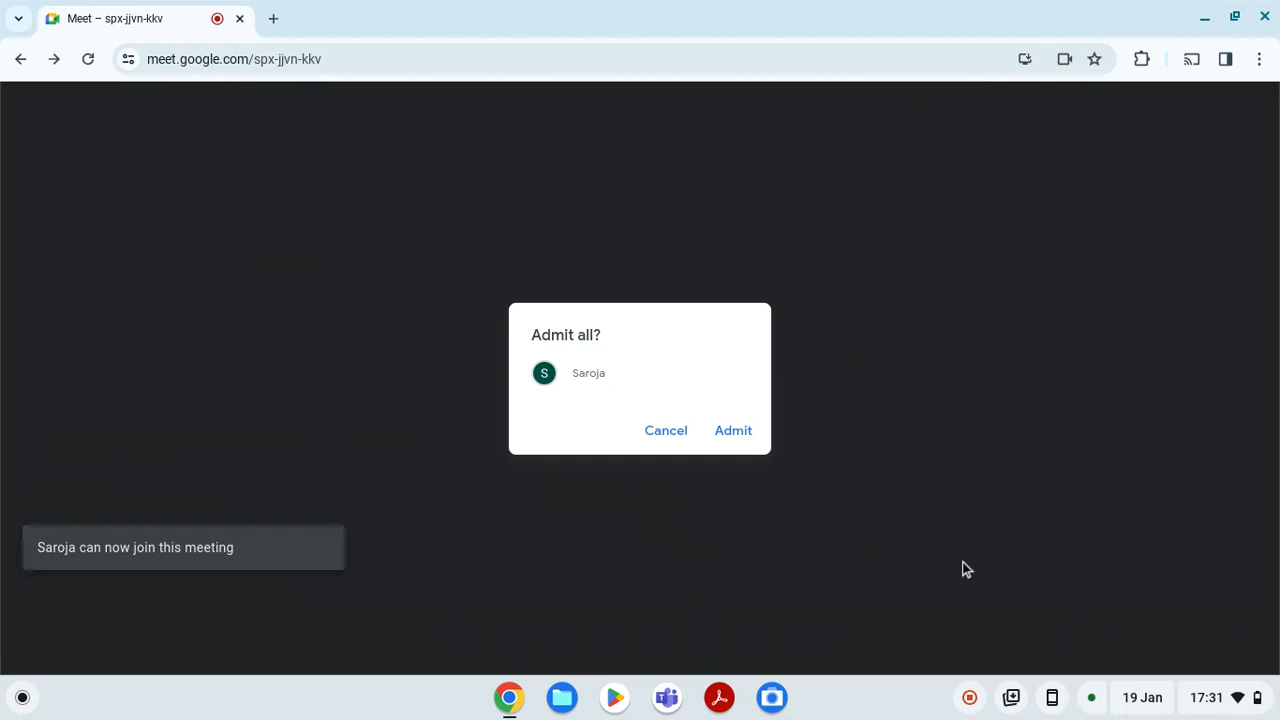 Meet – spx-jjvn-kkv
meet.google.com/spx-jjvn-kkv
Admit all?
S
Saroja
Cancel
Admit
Saroja can now join this meeting
19 Jan
17:31